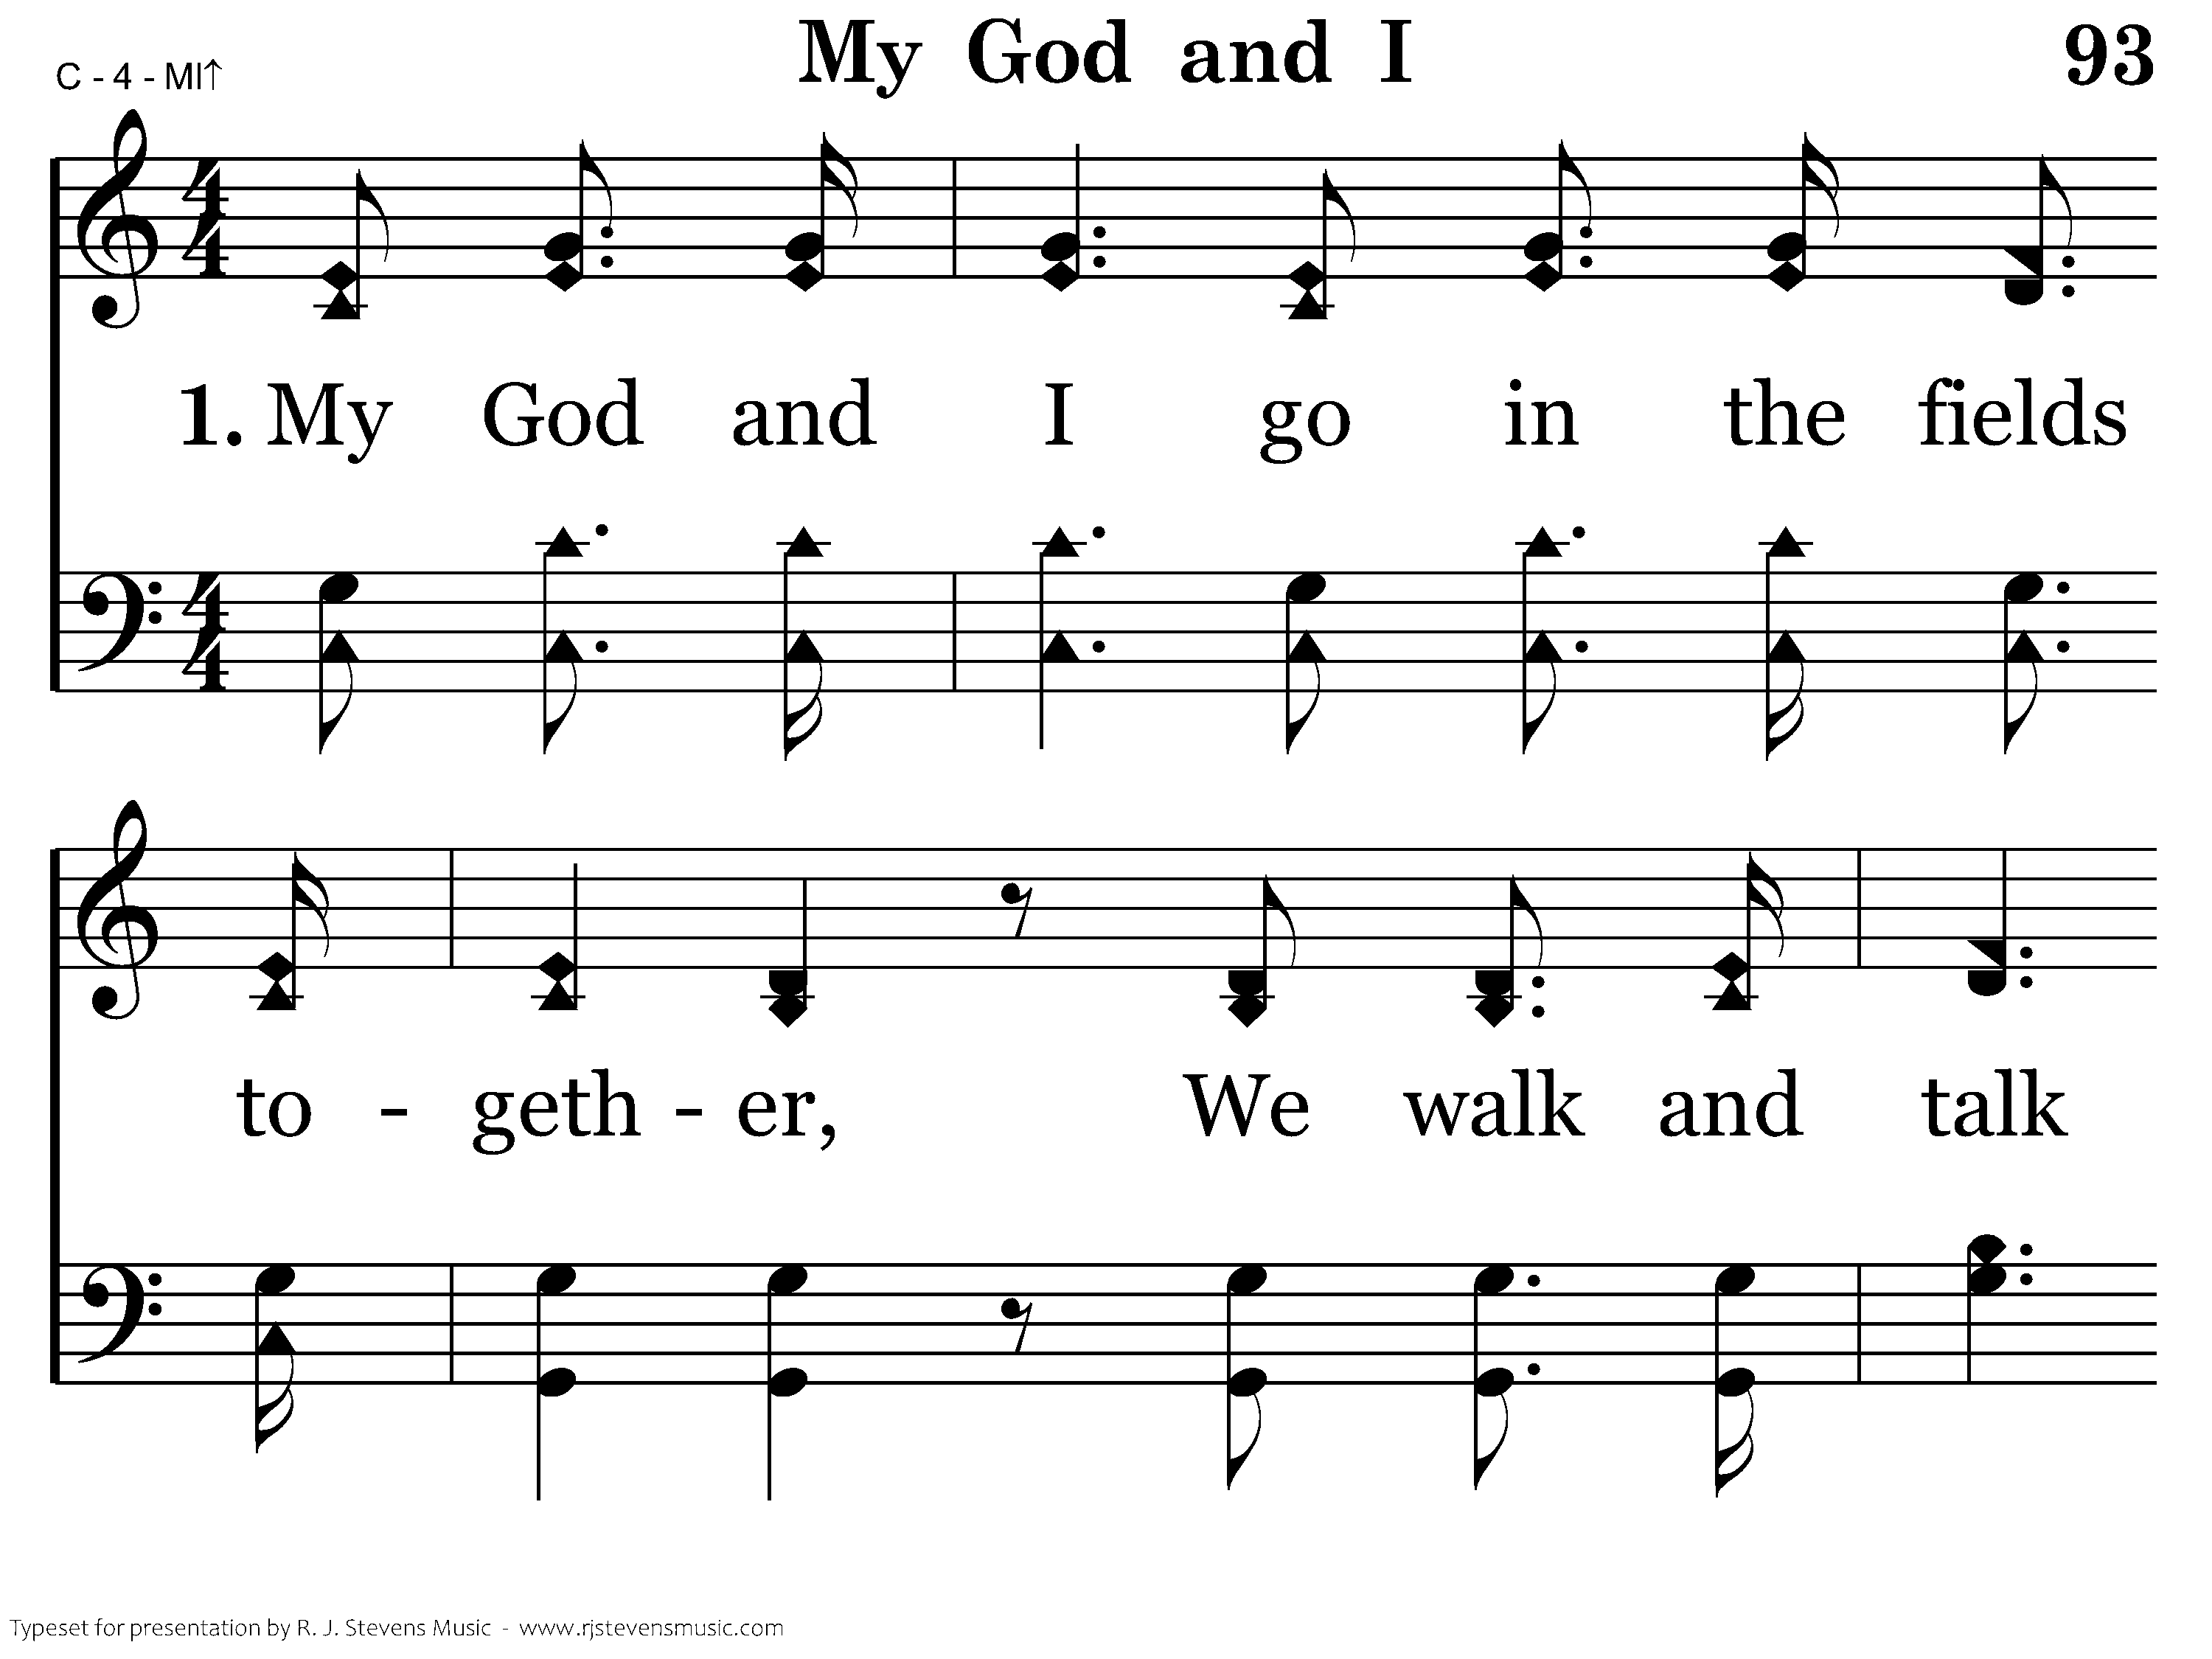 My God and I 93
C - 4 - MI↑
1. My God and I go in the fields
to - geth - er, We walk and talk
Typeset for presentation by R. J. Stevens Music - www.rjstevensmusic.com